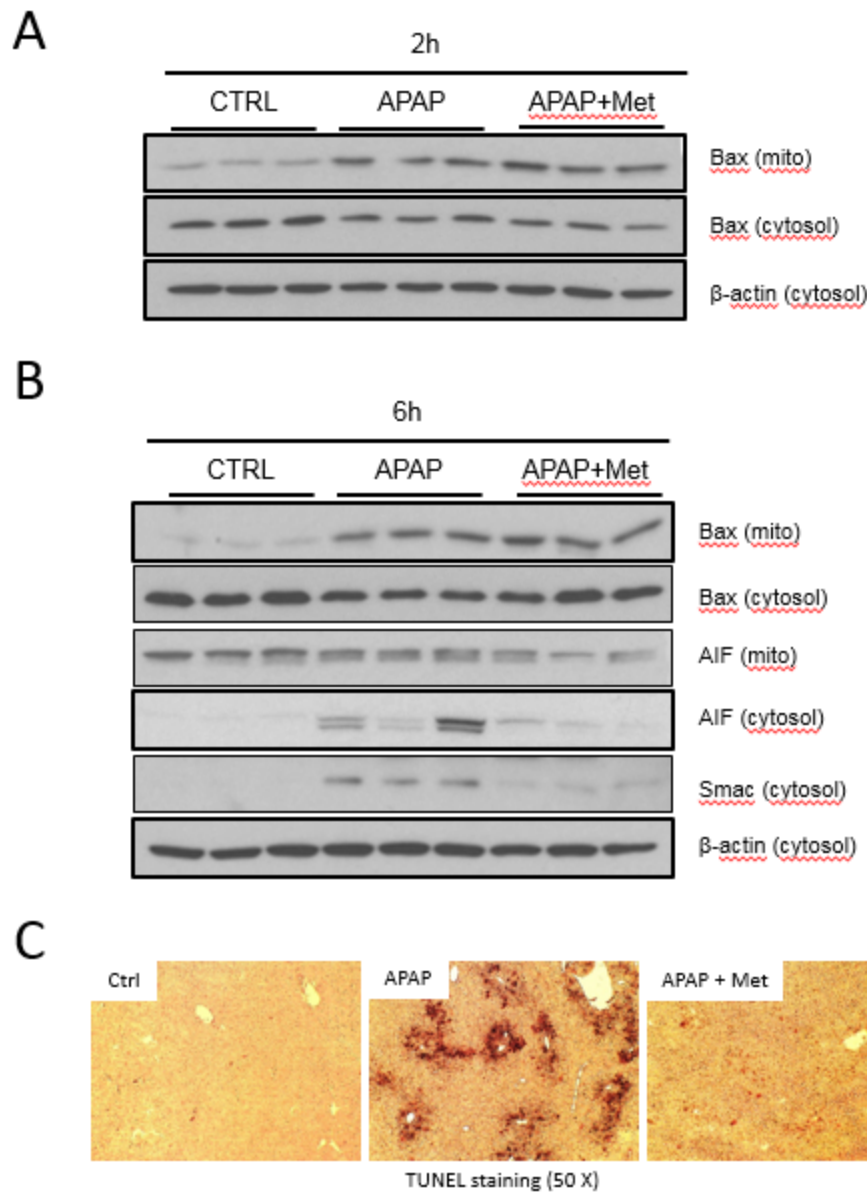 A
2h
CTRL APAP APAP+Met
Bax (mito)
Bax (cytosol)
β-actin (cytosol)
B
6h
CTRL APAP APAP+Met
Bax (mito)
Bax (cytosol)
AIF (mito)
AIF (cytosol)
Smac (cytosol)
β-actin (cytosol)
C
Ctrl APAP APAP + Met
TUNEL staining (50 X)